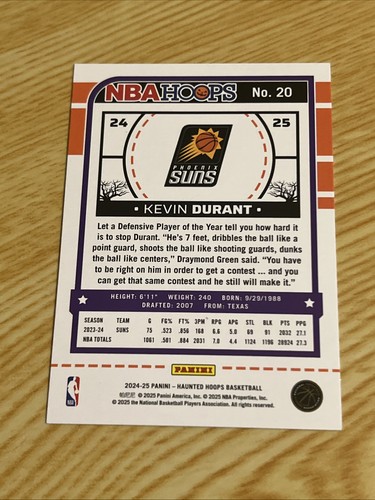 NBA HOOPS No. 20
24 25
PHOENIX
SUNS
• KEVIN DURANT •
Let a Defensive Player of the Year tell you how hard it
is to stop Durant. “He’s 7 feet, dribbles the ball like a
point guard, shoots the ball like shooting guards, dunks
the ball like centers,” Draymond Green said. “You have
to be right on him in order to get a contest ... and you
can get that same contest and he still will make it.”
HEIGHT: 6'11" WEIGHT: 240 BORN: 9/29/1988
DRAFTED: 2007 FROM: TEXAS
SEASON TEAM G FG% FT% 3PM RPG APG STL BLK PTS PPG
2023-24 SUNS 75 .523 .856 168 6.6 5.0 69 91 2032 27.1
NBA TOTALS 1061 .501 .884 2031 7.0 4.4 1124 1196 28924 27.3
PANINI
2024-25 PANINI – HAUNTED HOOPS BASKETBALL
© 2025 Panini America, Inc. © 2025 NBA Properties, Inc.
© 2025 the National Basketball Players Association. All rights reserved.